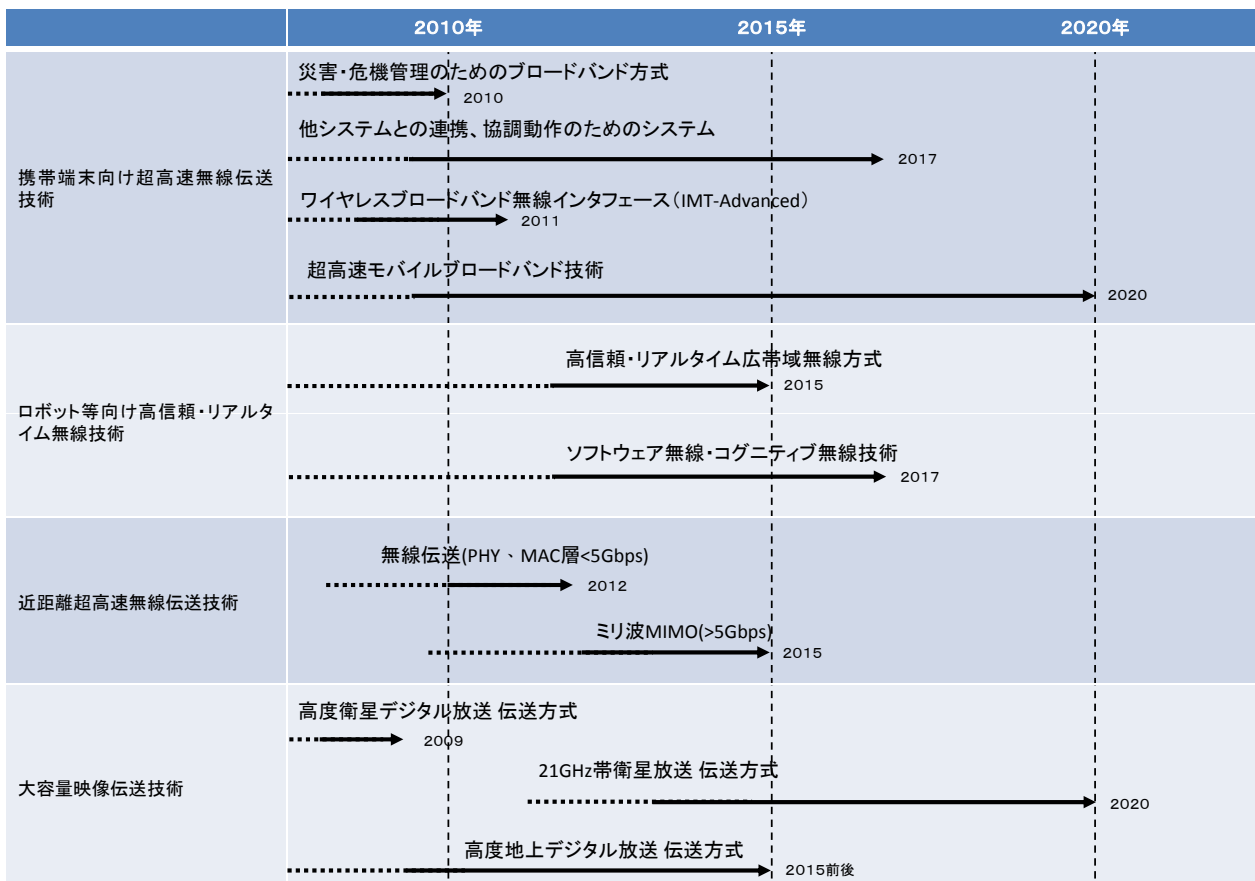 2010年 2015年 2020年
携帯端末向け超高速無線伝送
技術
災害・危機管理のためのブロードバンド方式
2010
他システムとの連携、協調動作のためのシステム
2017
ワイヤレスブロードバンド無線インタフェース（IMT-Advanced）
2011
超高速モバイルブロードバンド技術
2020
ロボット等向け高信頼・リアルタ
イム無線技術
高信頼・リアルタイム広帯域無線方式
2015
ソフトウェア無線・コグニティブ無線技術
2017
近距離超高速無線伝送技術
無線伝送(PHY、MAC層<5Gbps)
2012
ミリ波MIMO(>5Gbps)
2015
大容量映像伝送技術
高度衛星デジタル放送 伝送方式
2009
21GHz帯衛星放送 伝送方式
2020
高度地上デジタル放送 伝送方式
2015前後